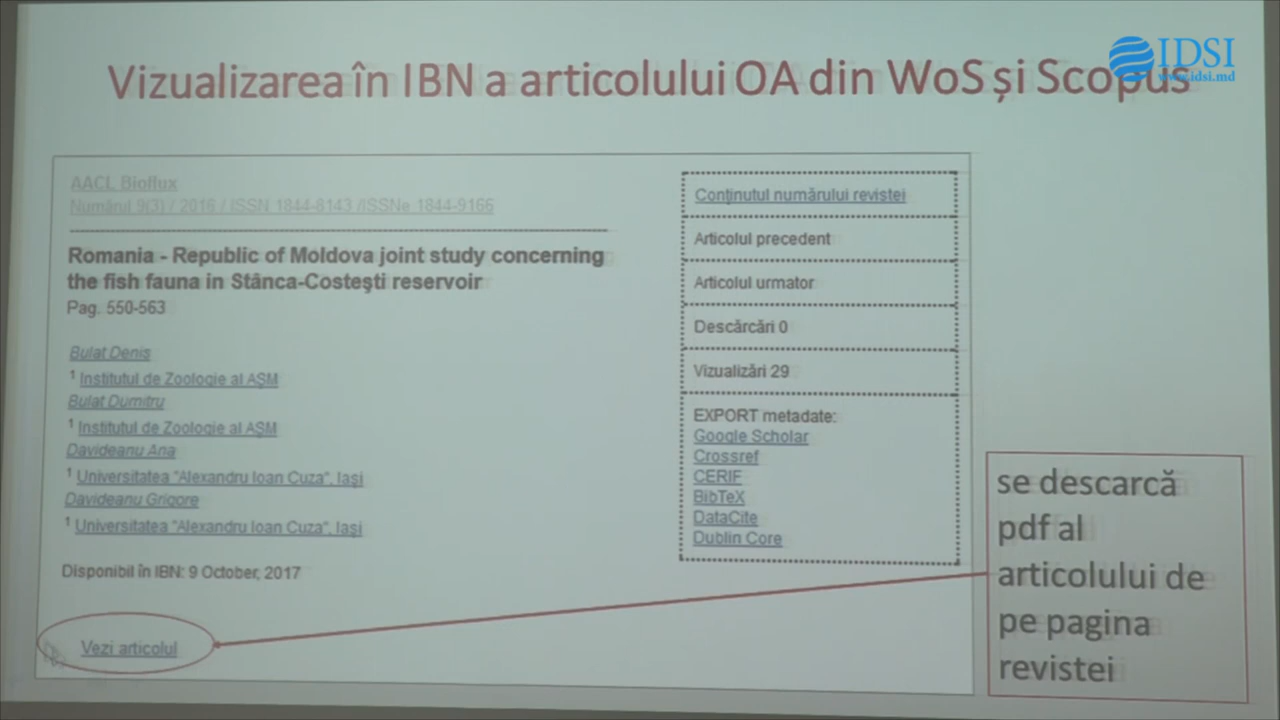 IDSI
www.idsi.md
Vizualizarea în IBN a articolului OA din WoS și Scopus
AACL Bioflux
Numărul 9(3) / 2016 / ISSN 1844-8143 /ISSNe 1844-9166
Romania - Republic of Moldova joint study concerning
the fish fauna in Stânca-Costeşti reservoir
Pag. 550-563
Bulat Denis
1 Institutul de Zoologie al AŞM
Bulat Dumitru
1 Institutul de Zoologie al AŞM
Davideanu Ana
1 Universitatea "Alexandru Ioan Cuza", Iaşi
Davideanu Grigore
1 Universitatea "Alexandru Ioan Cuza", Iaşi
Disponibil în IBN: 9 October, 2017
Vezi articolul
Conţinutul numărului revistei
Articolul precedent
Articolul urmator
Descărcări 0
Vizualizări 29
EXPORT metadate:
Google Scholar
Crossref
CERIF
BibTeX
DataCite
Dublin Core
se descarcă
pdf al
articolului de
pe pagina
revistei